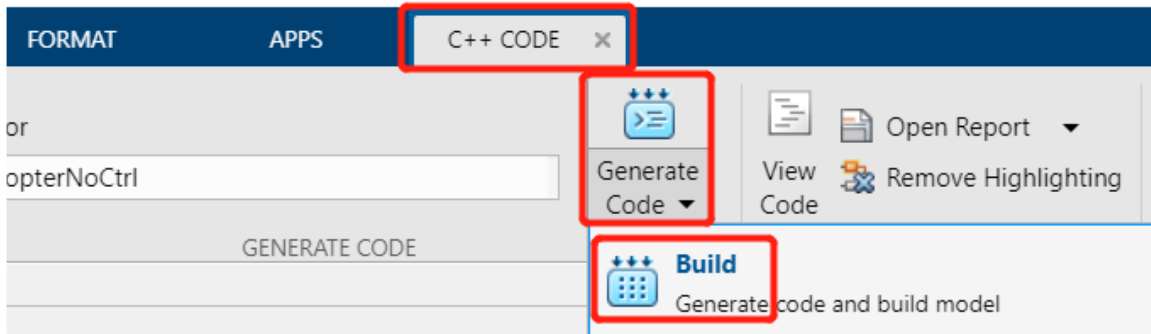 FORMAT APPS C++ CODE ×
or
opterNoCtrl
Generate
Code
View
Code
Open Report
Remove Highlighting
GENERATE CODE
Build
Generate code and build model